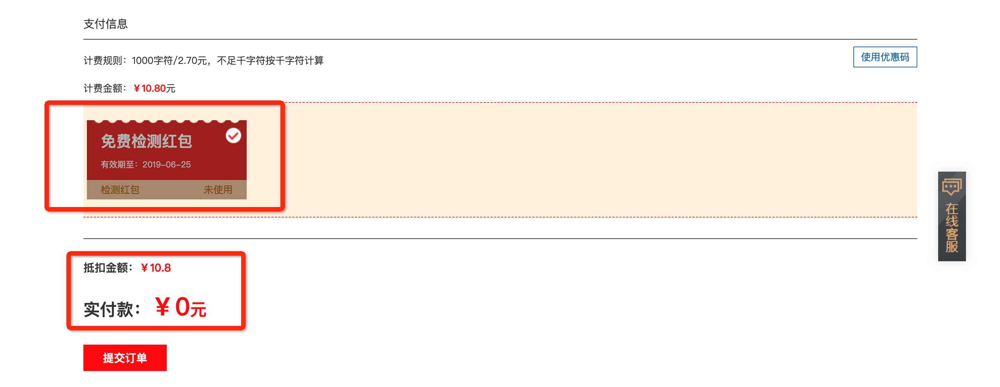 支付信息
计费规则：1000字符/2.70元，不足千字符按千字符计算
使用优惠码
计费金额：￥10.80元
免费检测红包
有效期至：2019-06-25
检测红包 未使用
在线客服
抵扣金额：￥10.8
实付款：￥0元
提交订单